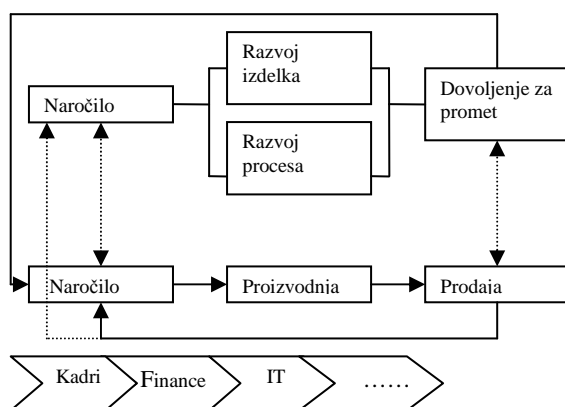 Razvoj
izdelka
Naročilo
Dovoljenje za
promet
Razvoj
procesa
Naročilo
Proizvodnja
Prodaja
Kadri
Finance
IT
……